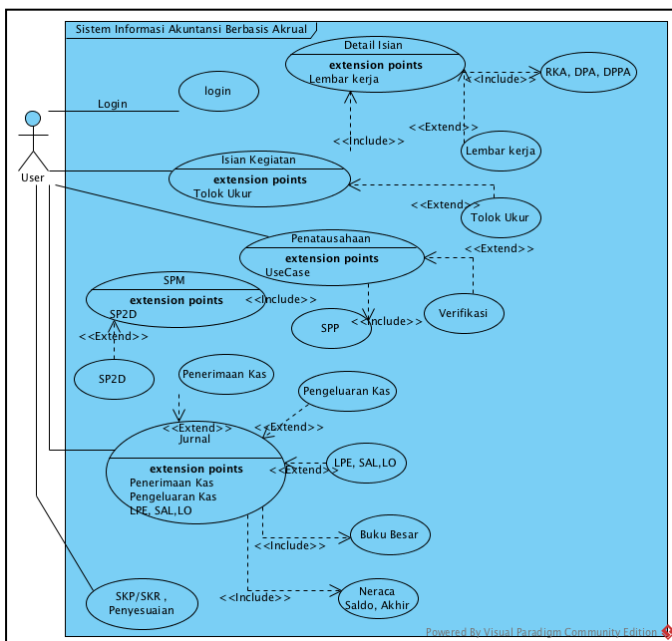 Sistem Informasi Akuntansi Berbasis Akrual
Detail Isian
extension points
Lembar kerja
RKA, DPA, DPPA
<<Include>>
login
Login
<<Extend>>
<<Include>>
Lembar kerja
Isian Kegiatan
extension points
Tolok Ukur
User
<<Extend>>
Tolok Ukur
Penatausahaan
extension points
UseCase
<<Extend>>
SPM
extension points
SP2D
<<Include>>
<<Extend>>
SPP
<<Include>>
Verifikasi
SP2D
Penerimaan Kas
Pengeluaran Kas
<<Extend>>
<<Extend>>
Jurnal
extension points
Penerimaan Kas
Pengeluaran Kas
LPE, SAL,LO
LPE, SAL,LO
<<Extend>>
Buku Besar
<<Include>>
SKP/SKR ,
Penyesuaian
<<Include>>
Neraca
Saldo, Akhir
Powered By Visual Paradigm Community Edition